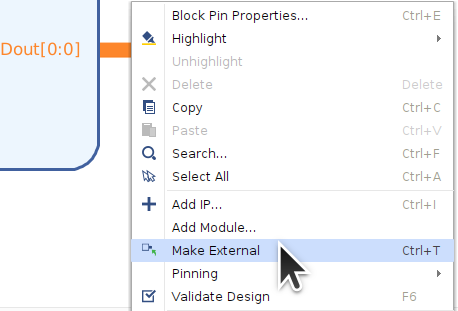 Dout[0:0]
Block Pin Properties... Ctrl+E
Highlight
Unhighlight
Delete Delete
Copy Ctrl+C
Paste Ctrl+V
Search... Ctrl+F
Select All Ctrl+A
Add IP... Ctrl+I
Add Module...
Make External Ctrl+T
Pinning
Validate Design F6